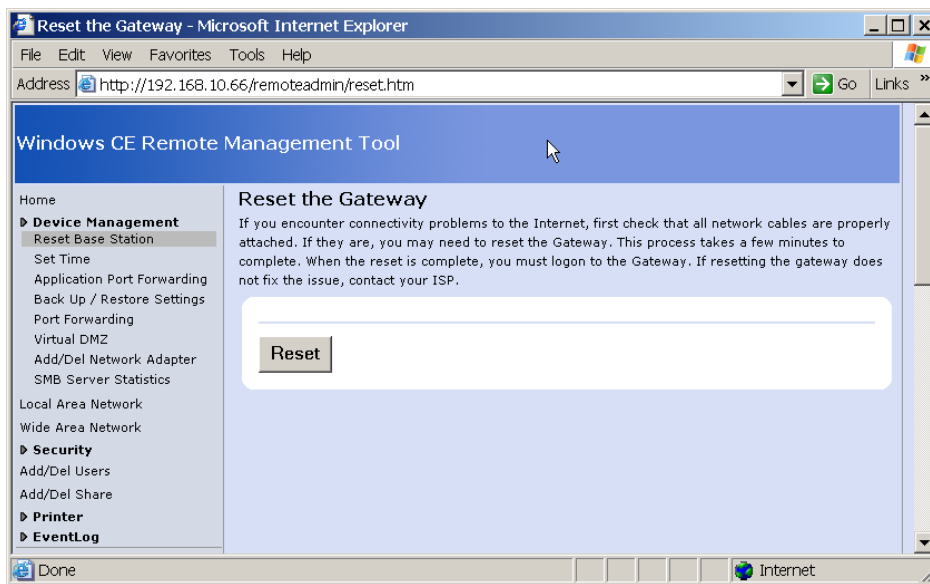 Reset the Gateway - Microsoft Internet Explorer
File Edit View Favorites Tools Help
Address http://192.168.10.66/remoteadmin/reset.htm Go Links »
Windows CE Remote Management Tool
Home
Device Management
Reset Base Station
Set Time
Application Port Forwarding
Back Up / Restore Settings
Port Forwarding
Virtual DMZ
Add/Del Network Adapter
SMB Server Statistics
Local Area Network
Wide Area Network
Security
Add/Del Users
Add/Del Share
Printer
EventLog
Reset the Gateway
If you encounter connectivity problems to the Internet, first check that all network cables are properly
attached. If they are, you may need to reset the Gateway. This process takes a few minutes to
complete. When the reset is complete, you must logon to the Gateway. If resetting the gateway does
not fix the issue, contact your ISP.
Reset
Done Internet